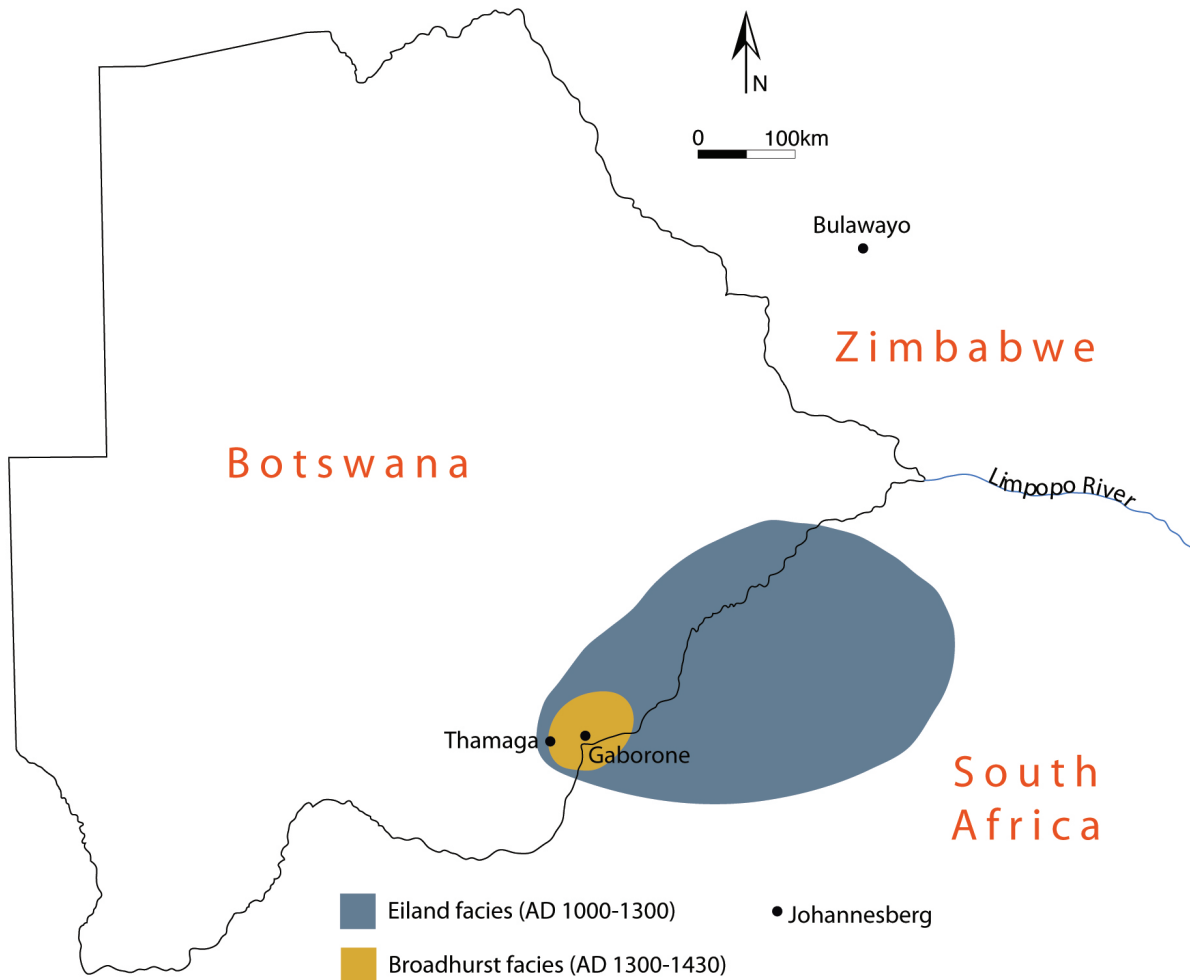 N
0 100km
Bulawayo
Zimbabwe
Botswana
Limpopo River
Thamaga
Gaborone
South
Africa
Eiland facies (AD 1000-1300)
Johannesberg
Broadhurst facies (AD 1300-1430)